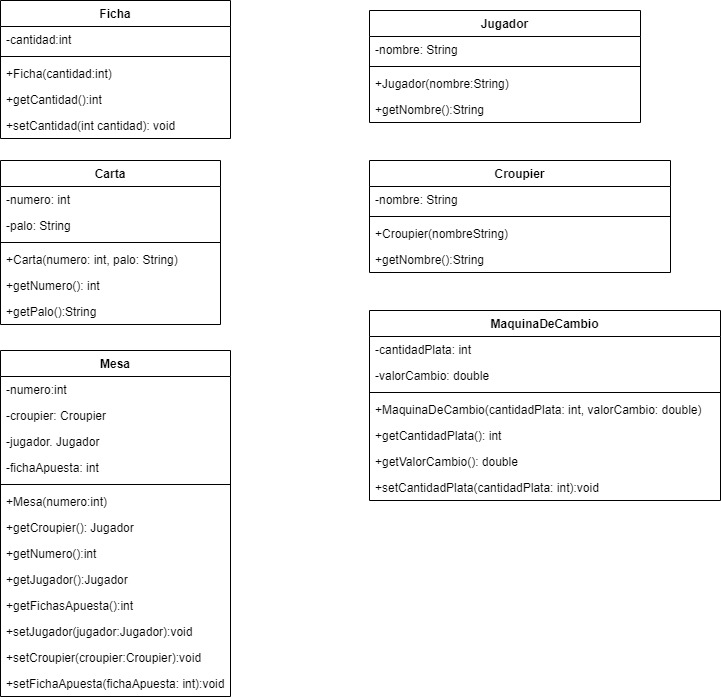 Ficha
-cantidad:int
+Ficha(cantidad:int)
+getCantidad():int
+setCantidad(int cantidad): void
Carta
-numero: int
-palo: String
+Carta(numero: int, palo: String)
+getNumero(): int
+getPalo():String
Mesa
-numero:int
-croupier: Croupier
-jugador. Jugador
-fichaApuesta: int
+Mesa(numero:int)
+getCroupier(): Jugador
+getNumero():int
+getJugador():Jugador
+getFichasApuesta():int
+setJugador(jugador:Jugador):void
+setCroupier(croupier:Croupier):void
+setFichaApuesta(fichaApuesta: int):void
Jugador
-nombre: String
+Jugador(nombre:String)
+getNombre():String
Croupier
-nombre: String
+Croupier(nombreString)
+getNombre():String
MaquinaDeCambio
-cantidadPlata: int
-valorCambio: double
+MaquinaDeCambio(cantidadPlata: int, valorCambio: double)
+getCantidadPlata(): int
+getValorCambio(): double
+setCantidadPlata(cantidadPlata: int):void